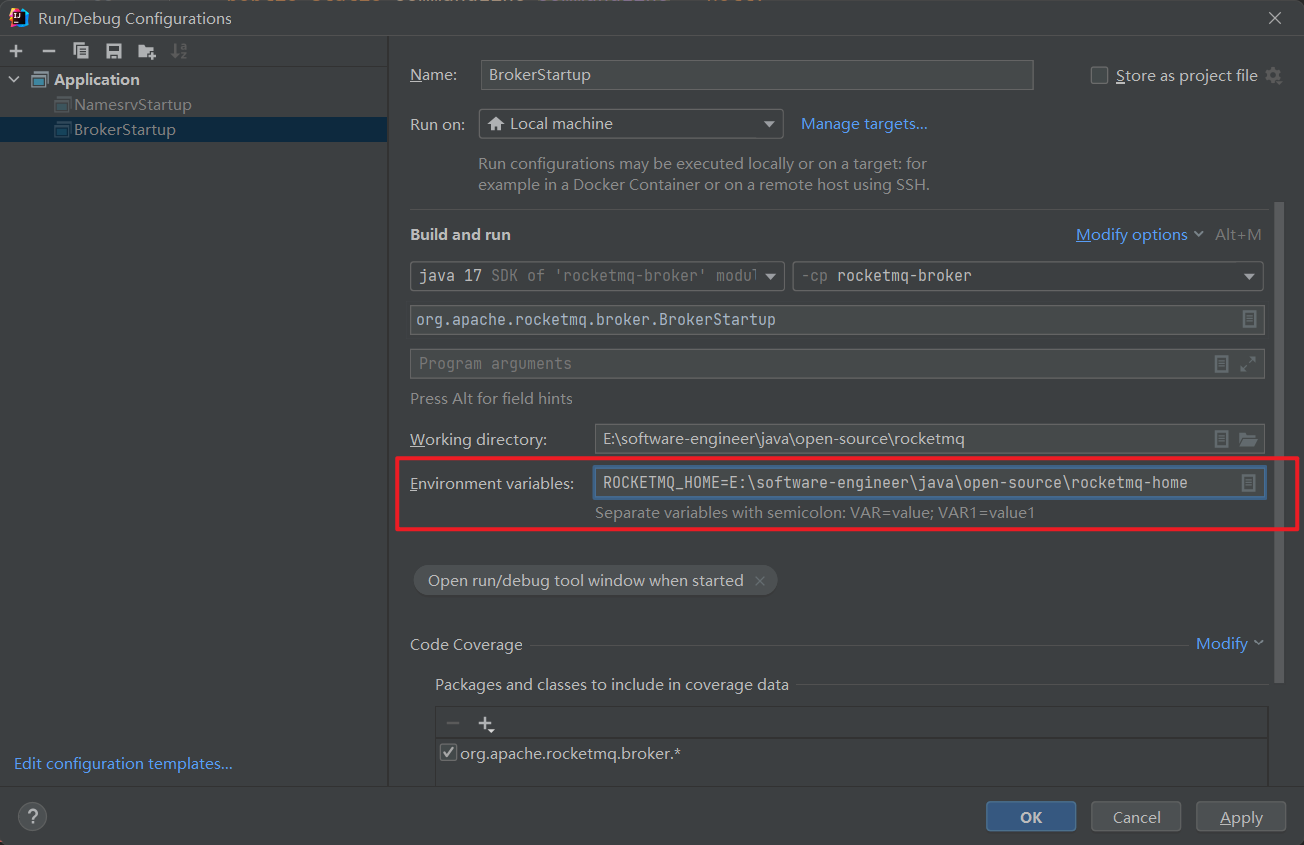 Run/Debug Configurations
Application
NamesrvStartup
BrokerStartup
Edit configuration templates...
Name: BrokerStartup Store as project file
Run on: Local machine Manage targets...
Run configurations may be executed locally or on a target: for
example in a Docker Container or on a remote host using SSH.
Build and run Modify options Alt+M
java 17 SDK of 'rocketmq-broker' modul -cp rocketmq-broker
org.apache.rocketmq.broker.BrokerStartup
Program arguments
Press Alt for field hints
Working directory: E:\software-engineer\java\open-source\rocketmq
Environment variables: ROCKETMQ_HOME=E:\software-engineer\java\open-source\rocketmq-home
Separate variables with semicolon: VAR=value; VAR1=value1
Open run/debug tool window when started
Code Coverage Modify
Packages and classes to include in coverage data
org.apache.rocketmq.broker.*
? OK Cancel Apply